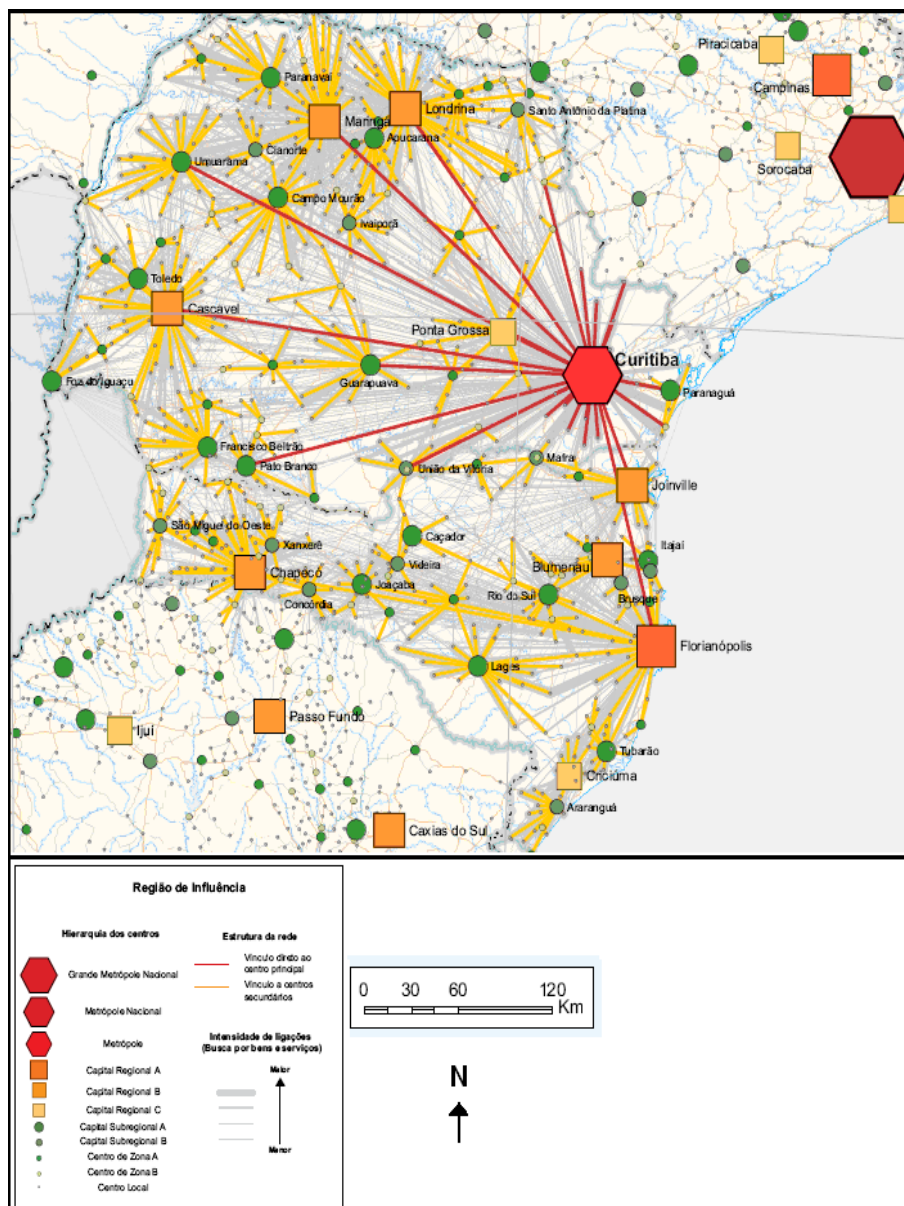 Piracicaba
Campinas
Paranavaí
Londrina
Maringá
Santo Antônio da Platina
Apucarana
Cianorte
Umuarama
Sorocaba
Campo Mourão
Ivaiporã
Toledo
Cascavel
Ponta Grossa
Curitiba
Foz do Iguaçu
Guarapuava
Paranaguá
Francisco Beltrão
Pato Branco
União da Vitória
Mafra
Joinville
São Miguel do Oeste
Caçador
Xanxerê
Itajaí
Videira
Blumenau
Chapecó
Joaçaba
Concórdia
Rio do Sul
Brusque
Florianópolis
Lages
Passo Fundo
Ijuí
Tubarão
Criciúma
Araranguá
Caxias do Sul
Região de Influência
Hierarquia dos centros
Grande Metrópole Nacional
Metrópole Nacional
Metrópole
Capital Regional A
Capital Regional B
Capital Regional C
Capital Subregional A
Capital Subregional B
Centro de Zona A
Centro de Zona B
Centro Local
Estrutura da rede
Vínculo direto ao
centro principal
Vínculo a centros
secundários
Intensidade de ligações
(Busca por bens e serviços)
Maior
Menor
0 30 60 120
Km
N